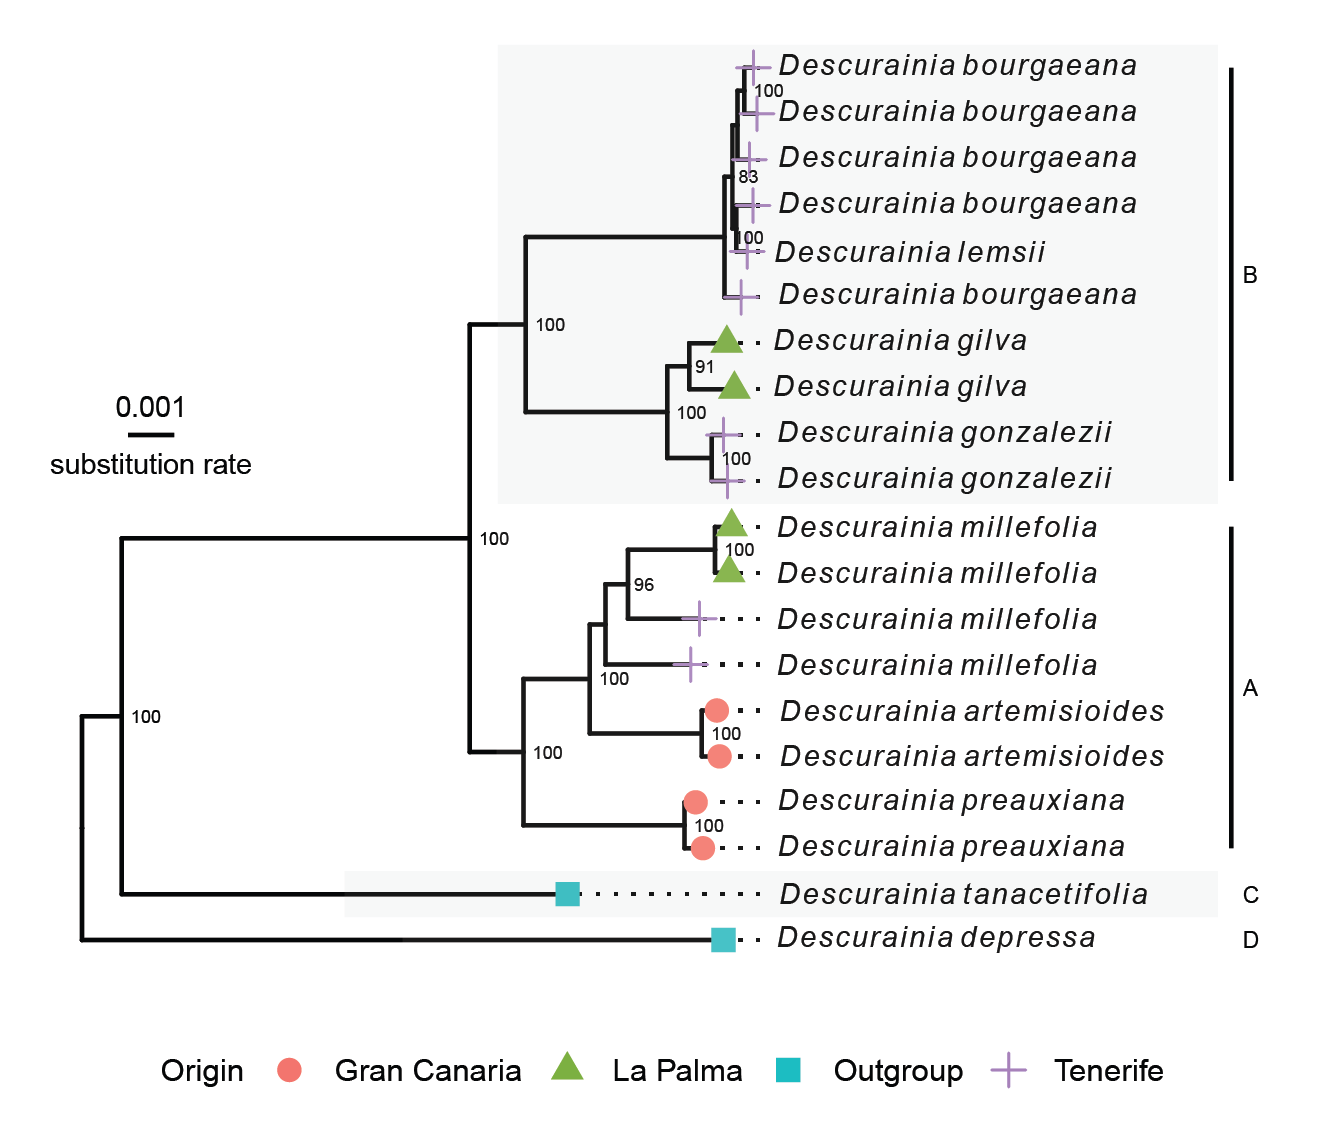 Descurainia bourgaeana
100
Descurainia bourgaeana
Descurainia bourgaeana
83
Descurainia bourgaeana
100
Descurainia lemsii
B
Descurainia bourgaeana
100
Descurainia gilva
91
Descurainia gilva
0.001
100
Descurainia gonzalezii
substitution rate
100
Descurainia gonzalezii
Descurainia millefolia
100
100
Descurainia millefolia
96
Descurainia millefolia
Descurainia millefolia
100
A
Descurainia artemisioides
100
100
Descurainia artemisioides
100
Descurainia preauxiana
100
Descurainia preauxiana
Descurainia tanacetifolia C
Descurainia depressa D
Origin Gran Canaria La Palma Outgroup Tenerife